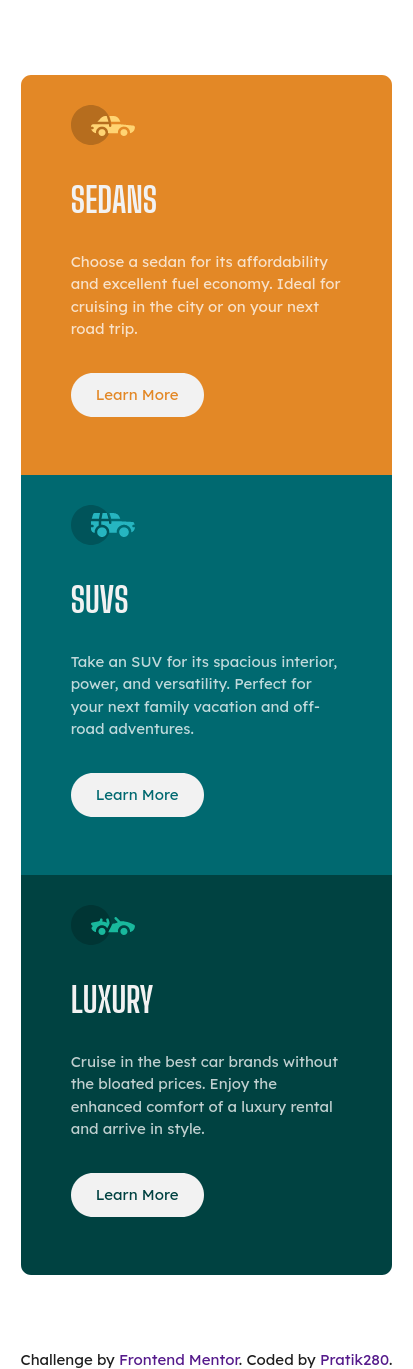 SEDANS
Choose a sedan for its affordability
and excellent fuel economy. Ideal for
cruising in the city or on your next
road trip.
Learn More
SUVS
Take an SUV for its spacious interior,
power, and versatility. Perfect for
your next family vacation and off-
road adventures.
Learn More
LUXURY
Cruise in the best car brands without
the bloated prices. Enjoy the
enhanced comfort of a luxury rental
and arrive in style.
Learn More
Challenge by Frontend Mentor. Coded by Pratik280.